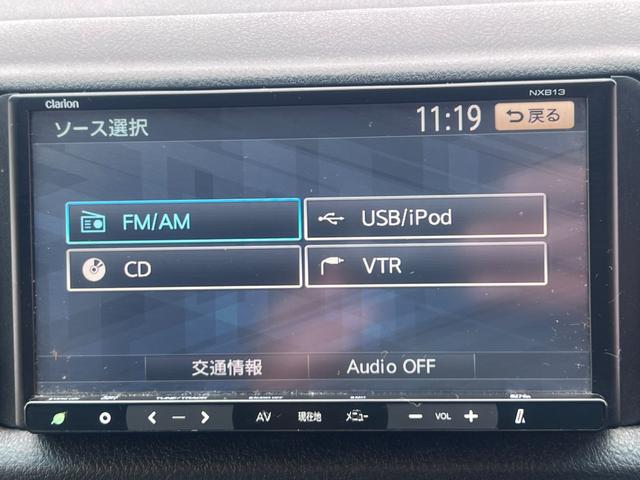 Clarion
NXB13
ソース選択
11:19
戻る
FM/AM
USB/iPod
CD
VTR
交通情報
Audio OFF
AV
現在地
メニュー
VOL